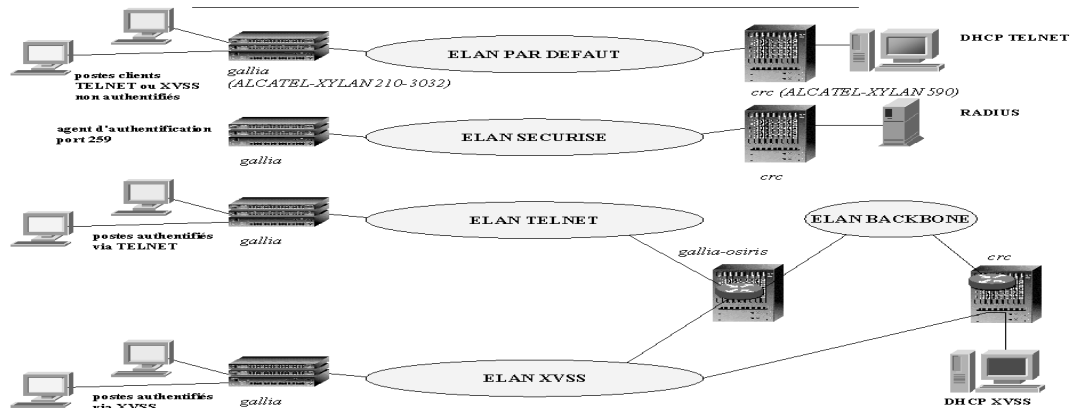 ELAN PAR DEFAUT
DHCP TELNET
postes clients
TELNET ou XVSS
non authentifiés
gallia
(ALCATEL-XYLAN 210-3032)
crc (ALCATEL-XYLAN 590)
agent d'authentification
port 259
gallia
ELAN SECURISE
crc
RADIUS
postes authentifiés
via TELNET
gallia
ELAN TELNET
ELAN BACKBONE
gallia-osiris
crc
postes authentifiés
via XVSS
gallia
ELAN XVSS
DHCP XVSS